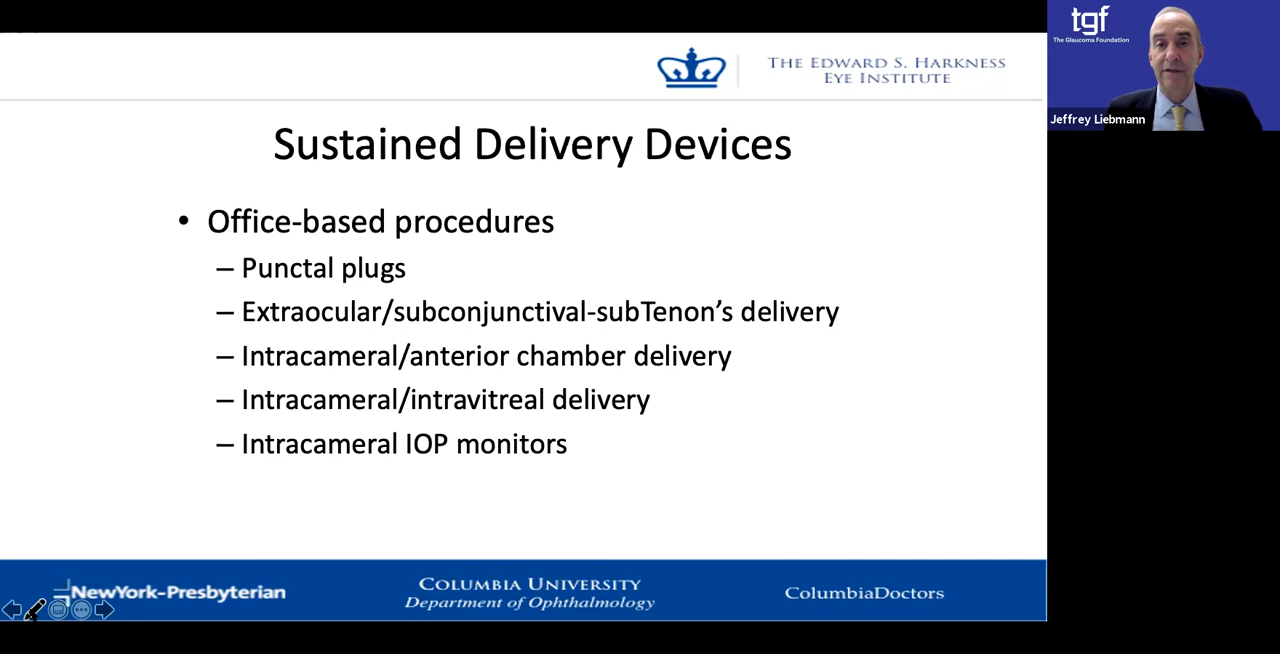 THE EDWARD S. HARKNESS
EYE INSTITUTE
tgf
The Glaucoma Foundation
Jeffrey Liebmann
Sustained Delivery Devices
• Office-based procedures
– Punctal plugs
– Extraocular/subconjunctival-subTenon’s delivery
– Intracameral/anterior chamber delivery
– Intracameral/intravitreal delivery
– Intracameral IOP monitors
NewYork-Presbyterian
COLUMBIA UNIVERSITY
Department of Ophthalmology
ColumbiaDoctors